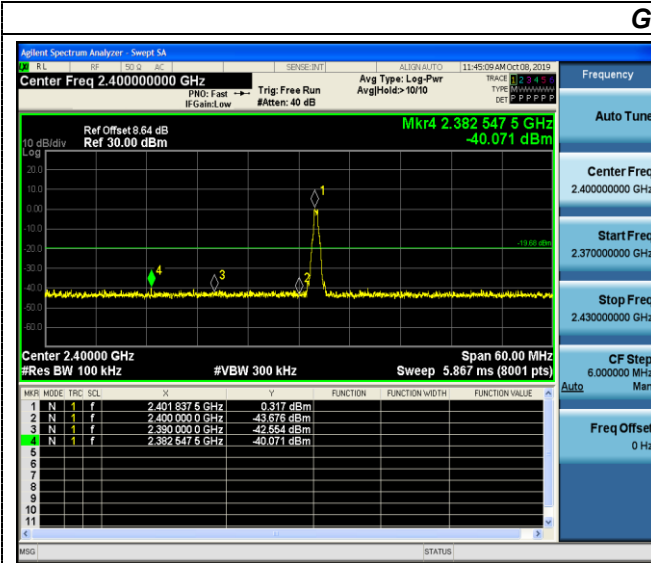 G
Agilent Spectrum Analyzer - Swept SA
RL RF 50 Ω AC SENSE:INT ALIGN AUTO 11:45:09 AM Oct 08, 2019
Center Freq 2.400000000 GHz
PNO: Fast
IFGain:Low
Trig: Free Run
#Atten: 40 dB
Avg Type: Log-Pwr
Avg|Hold:> 10/10
TRACE 1 2 3 4 5 6
TYPE
DET P P P P P P
Ref Offset 8.64 dB
10 dB/div Ref 30.00 dBm
Log
Mkr4 2.382 547 5 GHz
-40.071 dBm
20.0
10.0
0.00
-10.0
-20.0
-30.0
-40.0
-50.0
-60.0
1
2
3
4
-19.68 dBm
Center 2.40000 GHz Span 60.00 MHz
#Res BW 100 kHz #VBW 300 kHz Sweep 5.867 ms (8001 pts)
MKR MODE TRC SCL X Y FUNCTION FUNCTION WIDTH FUNCTION VALUE
1 N 1 f 2.401 837 5 GHz 0.317 dBm
2 N 1 f 2.400 000 0 GHz -43.676 dBm
3 N 1 f 2.390 000 0 GHz -42.554 dBm
4 N 1 f 2.382 547 5 GHz -40.071 dBm
5
6
7
8
9
10
11
MSG STATUS
Frequency
Auto Tune
Center Freq
2.400000000 GHz
Start Freq
2.370000000 GHz
Stop Freq
2.430000000 GHz
CF Step
6.000000 MHz
Auto Man
Freq Offset
0 Hz